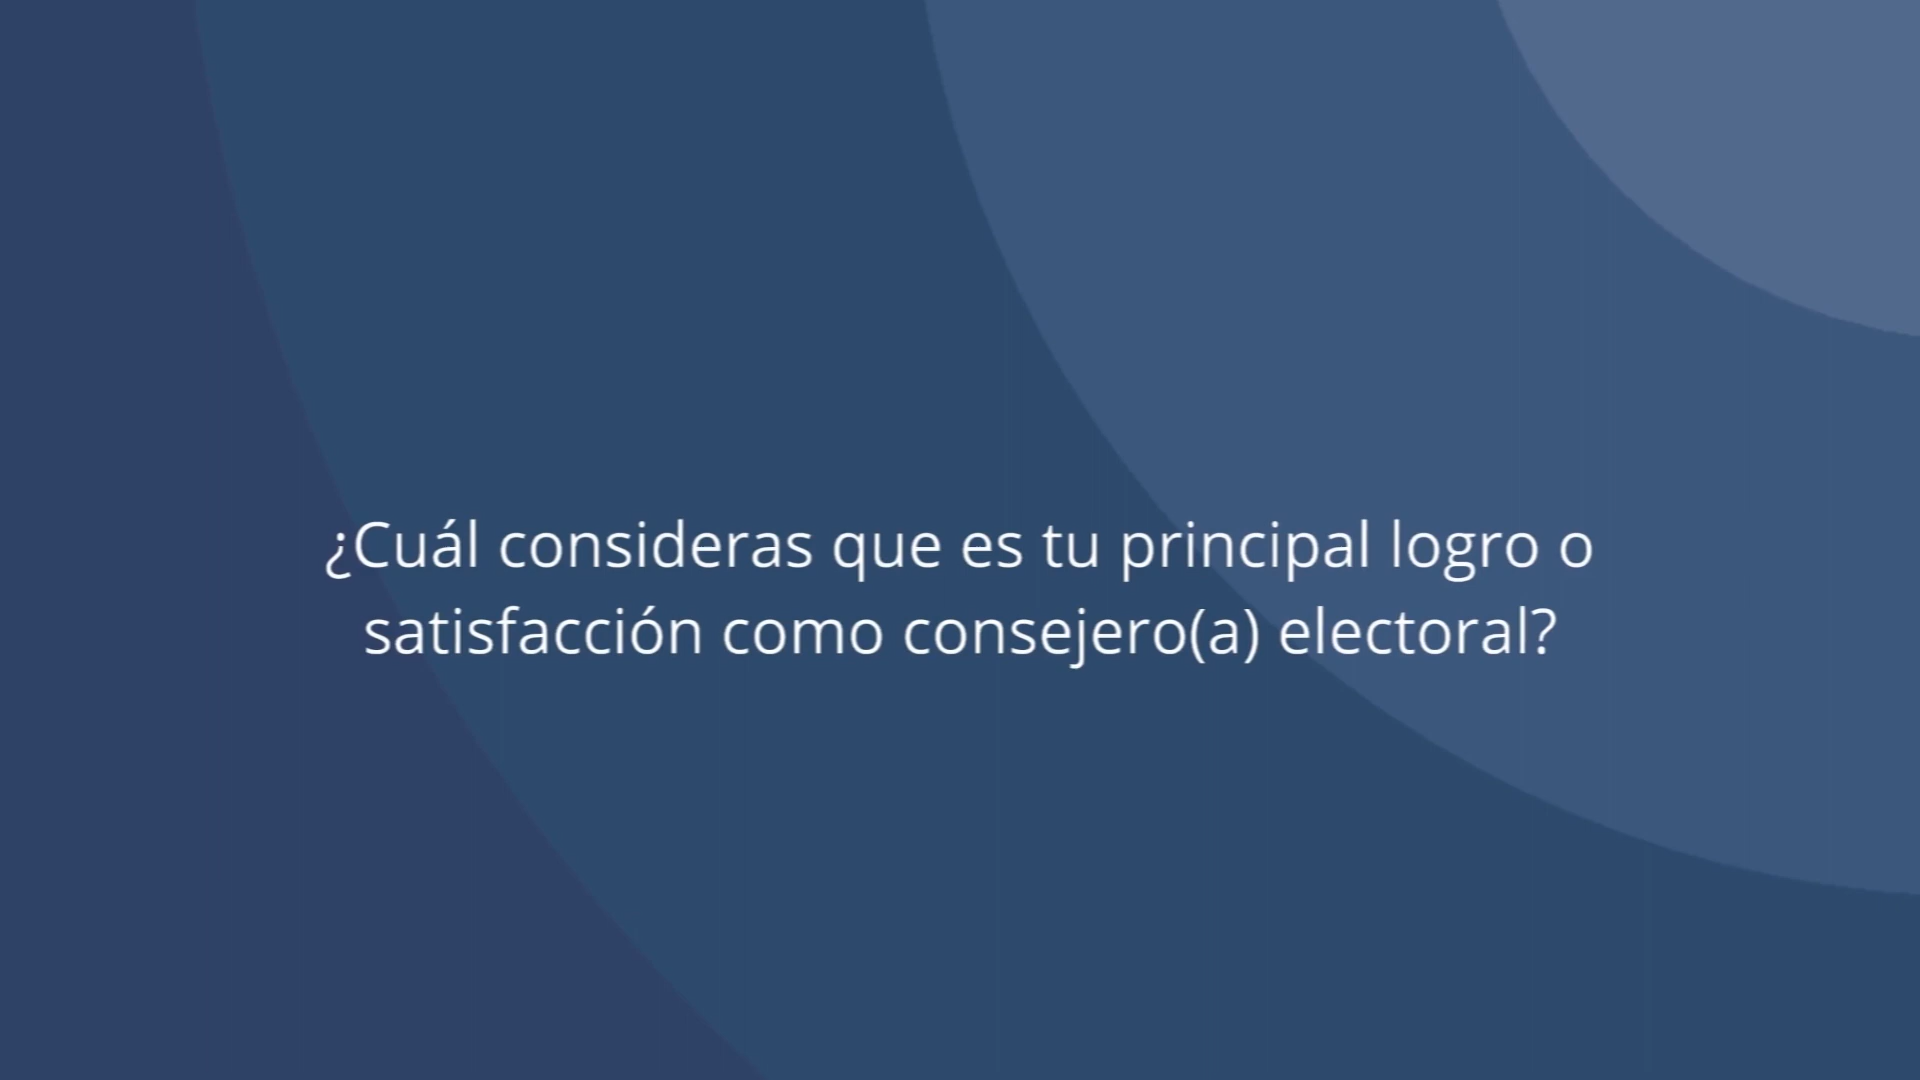 ¿Cuál consideras que es tu principal logro o
satisfacción como consejero(a) electoral?